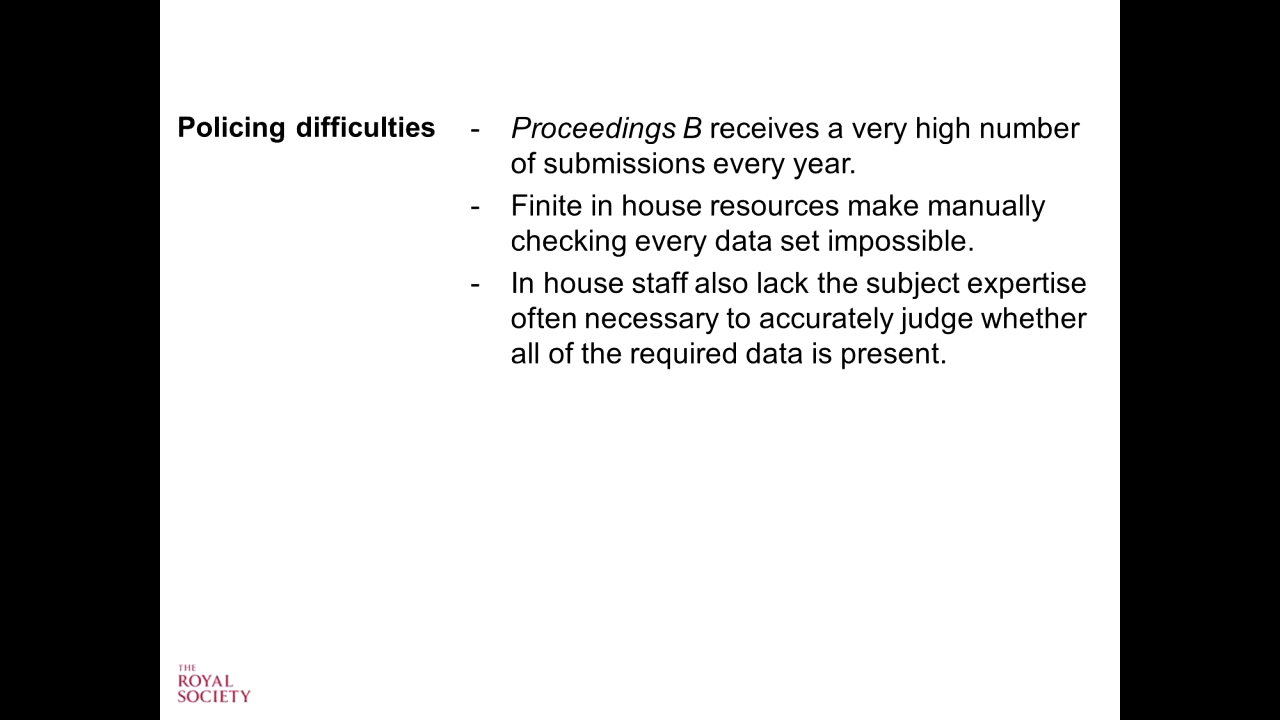 Policing difficulties
- Proceedings B receives a very high number
of submissions every year.
- Finite in house resources make manually
checking every data set impossible.
- In house staff also lack the subject expertise
often necessary to accurately judge whether
all of the required data is present.
THE
ROYAL
SOCIETY